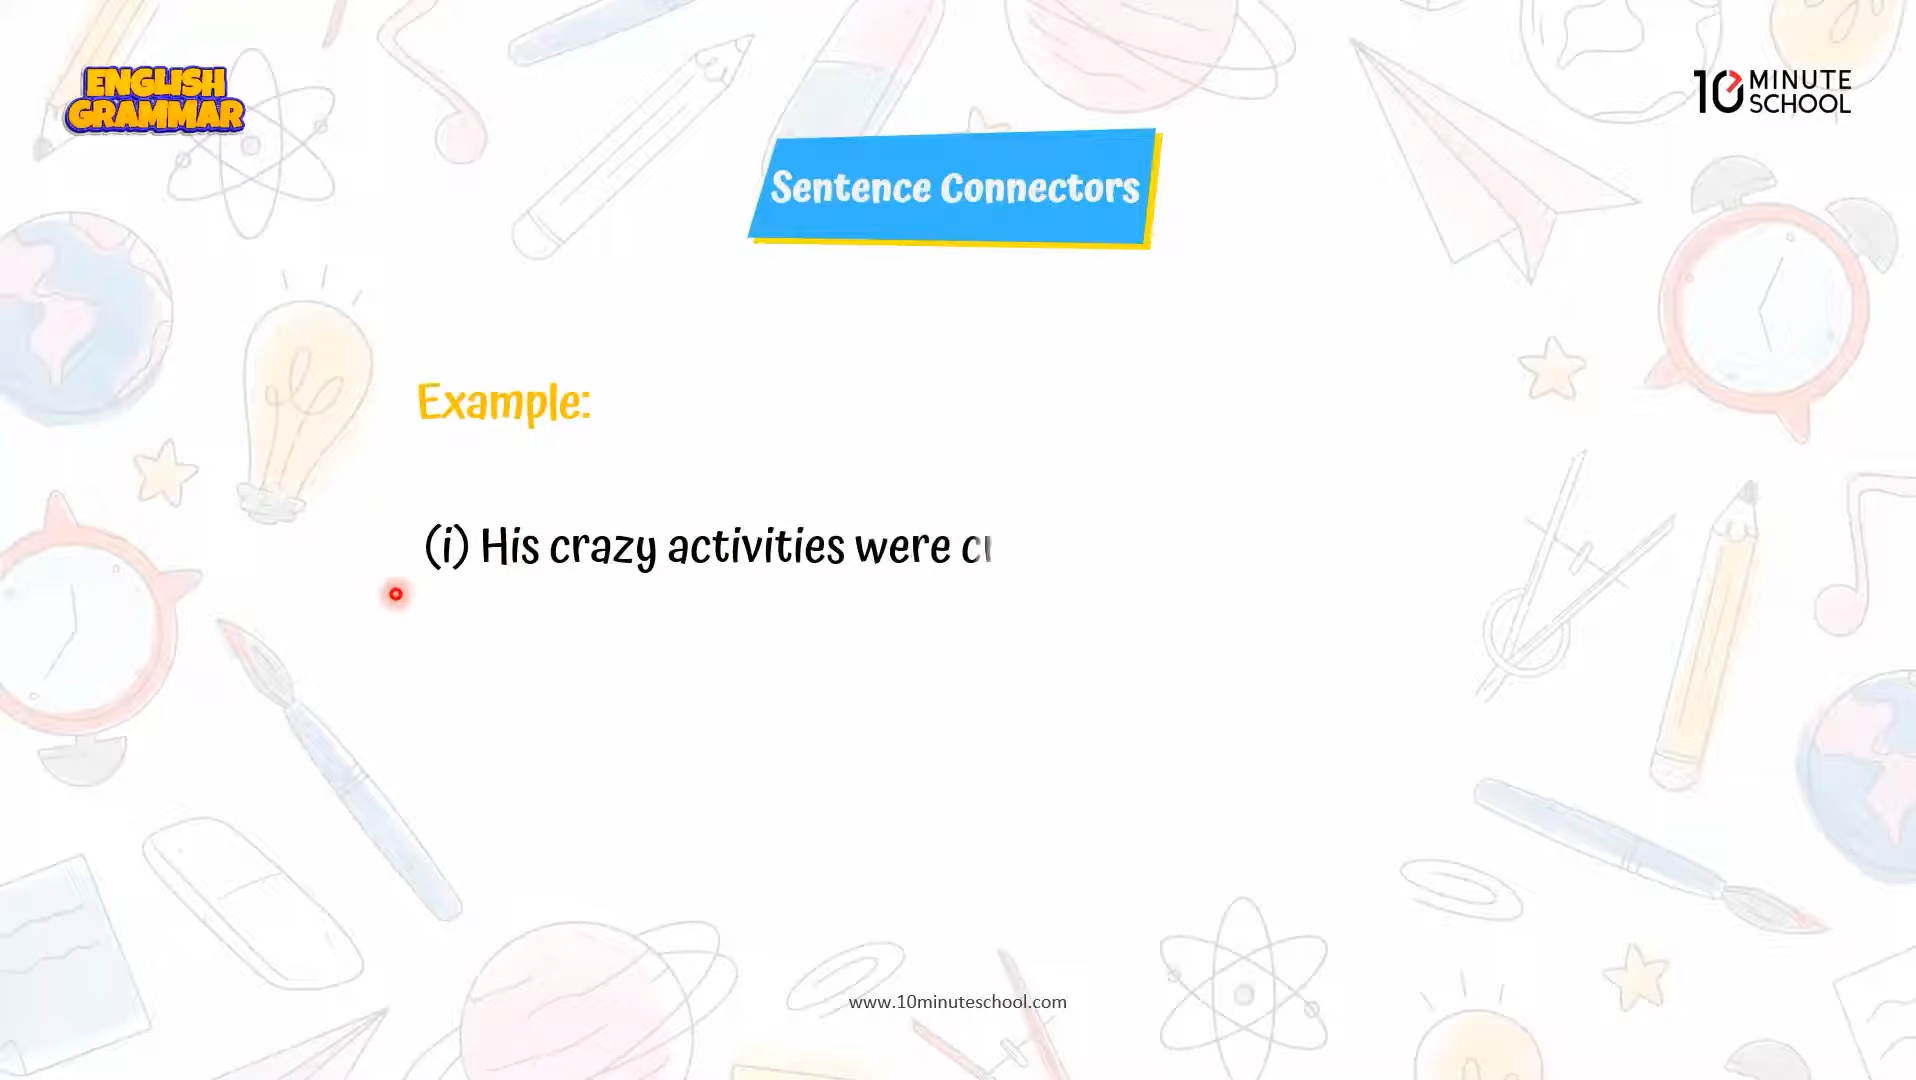 ENGLISH
GRAMMAR
10 MINUTE
SCHOOL
Sentence Connectors
Example:
(i) His crazy activities were
www.10minuteschool.com